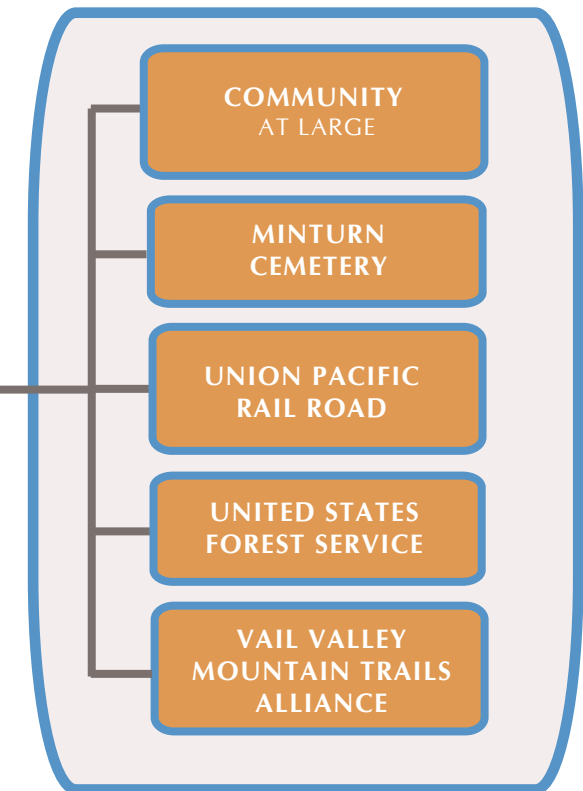 COMMUNITY
AT LARGE
MINTURN
CEMETERY
UNION PACIFIC
RAIL ROAD
UNITED STATES
FOREST SERVICE
VAIL VALLEY
MOUNTAIN TRAILS
ALLIANCE